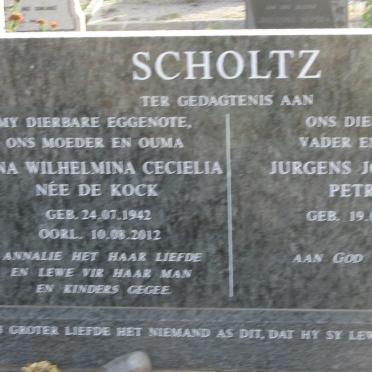 SCHOLTZ
TER GEDAGTENIS AAN
MY DIERBARE EGGENOTE,
ONS MOEDER EN OUMA
NA WILHELMINA CECIELIA
NÉE DE KOCK
GEB. 24.07.1942
OORL. 10.08.2012
ANNALIE HET HAAR LIEFDE
EN LEWE VIR HAAR MAN
EN KINDERS GEGEE.
ONS DIE
VADER EN
JURGENS JO
PETR
GEB. 19.0
AAN GOD
GROTER LIEFDE HET NIEMAND AS DIT, DAT HY SY LEW